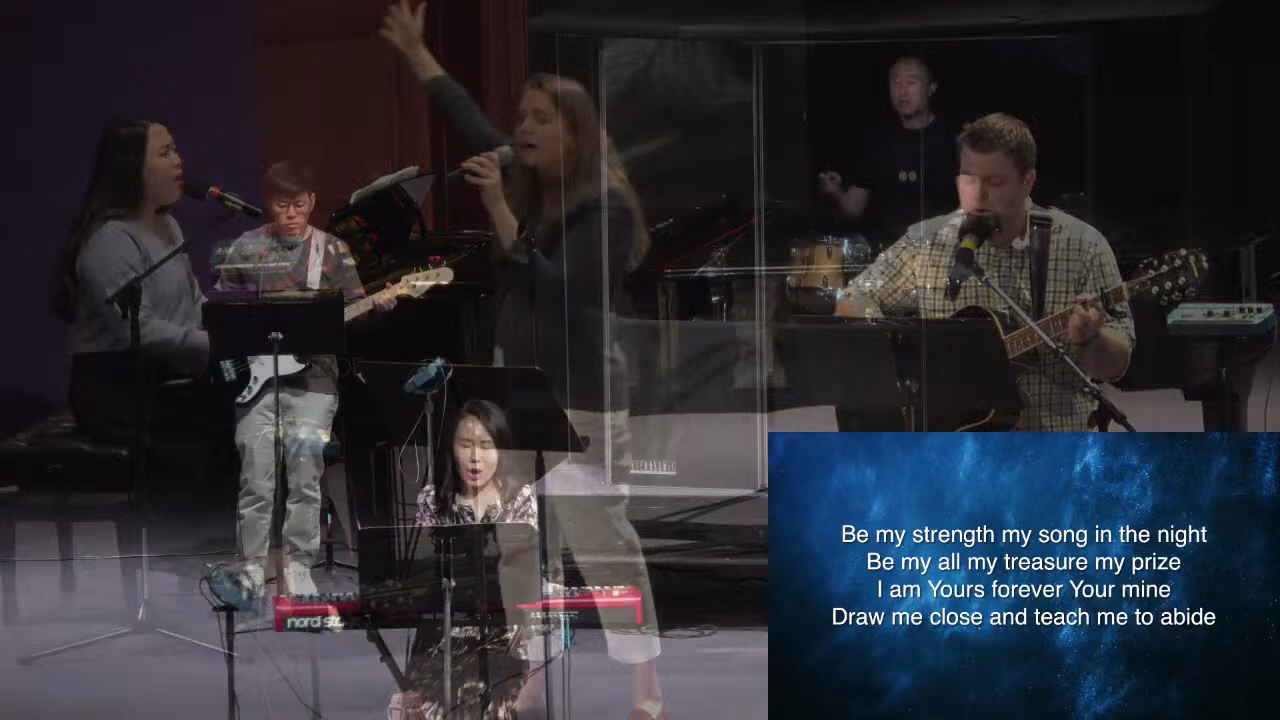 Be my strength my song in the night
Be my all my treasure my prize
I am Yours forever Your mine
Draw me close and teach me to abide
nord